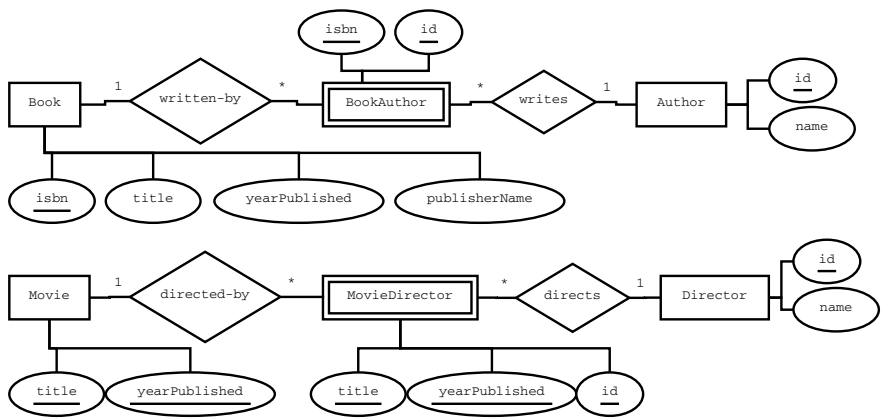 isbn id
1 * * 1 id
Book written-by BookAuthor writes Author
name
isbn title yearPublished publisherName
id
1 * * 1
Movie directed-by MovieDirector directs Director
name
title yearPublished title yearPublished id